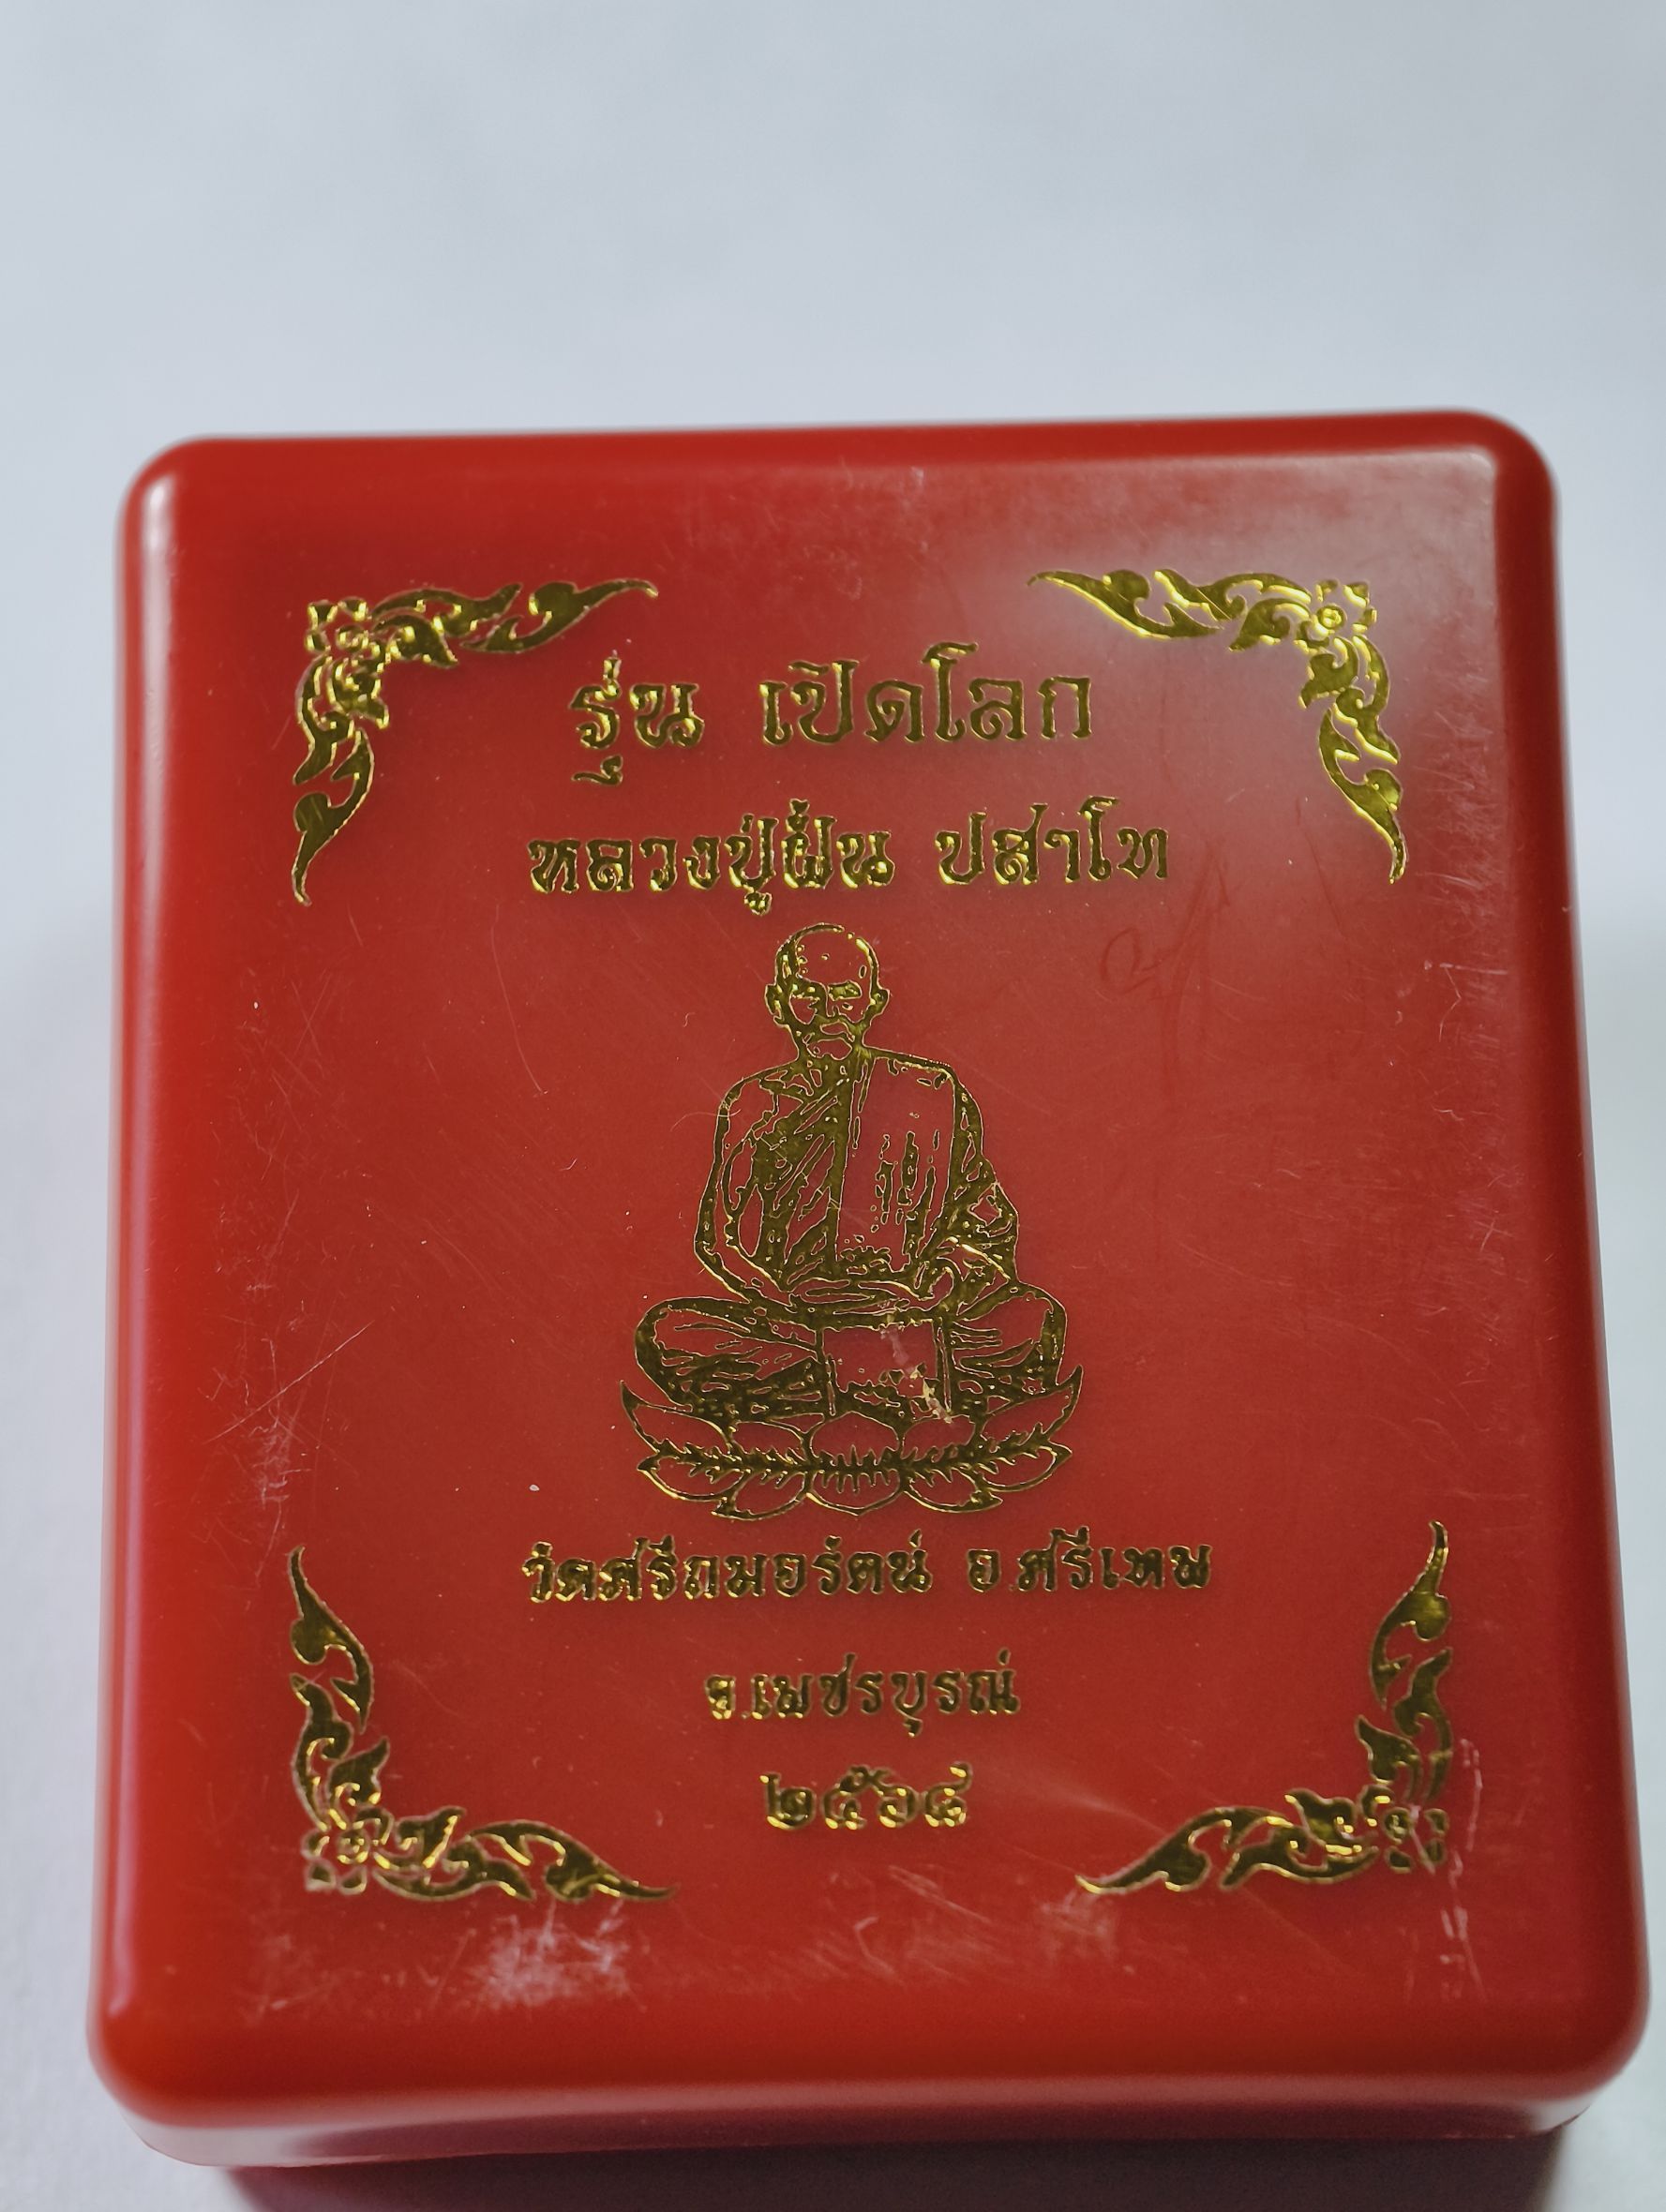 รุ่น เปิดโลก
หลวงปู่ฝั้น ปสาโท
วัดศรีถมอรัตน์ อ.ศรีเทพ
จ.เพชรบูรณ์
๒๕๖๔